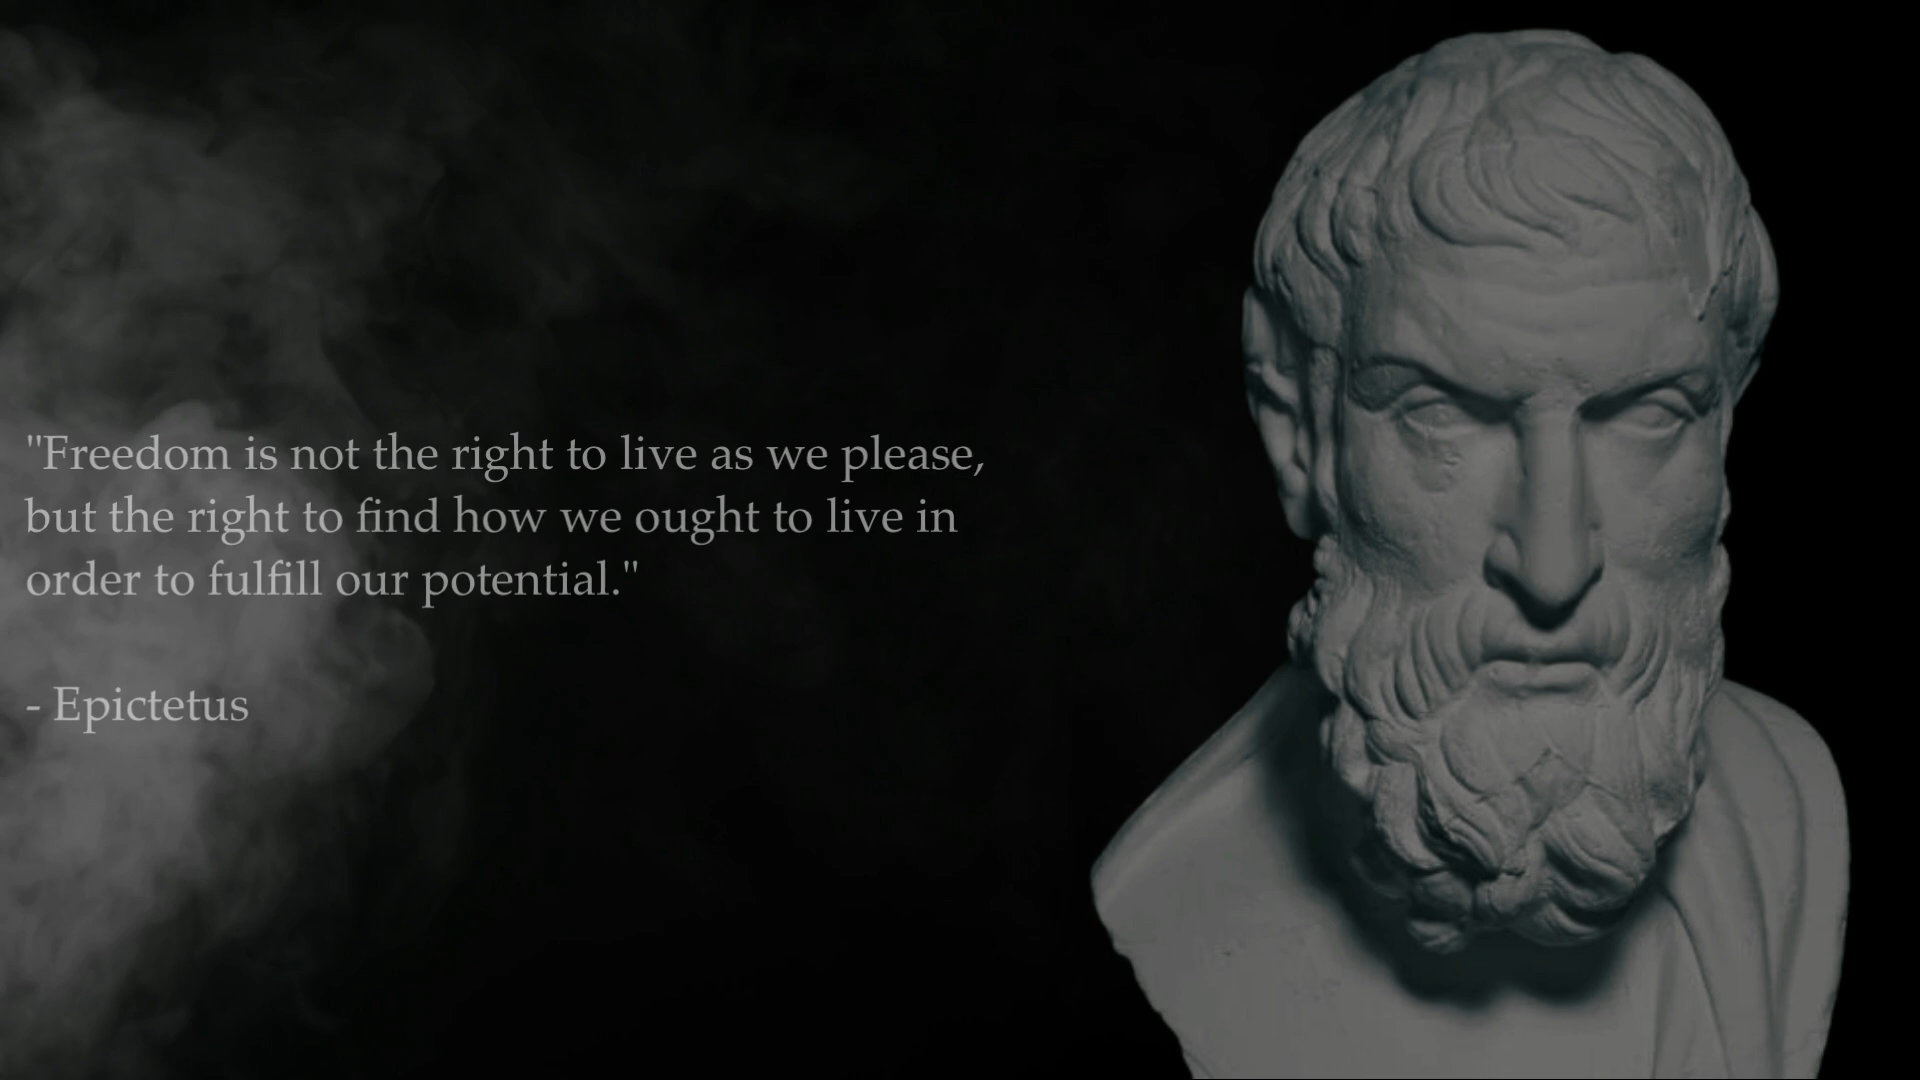 "Freedom is not the right to live as we please,
but the right to find how we ought to live in
order to fulfill our potential."
- Epictetus